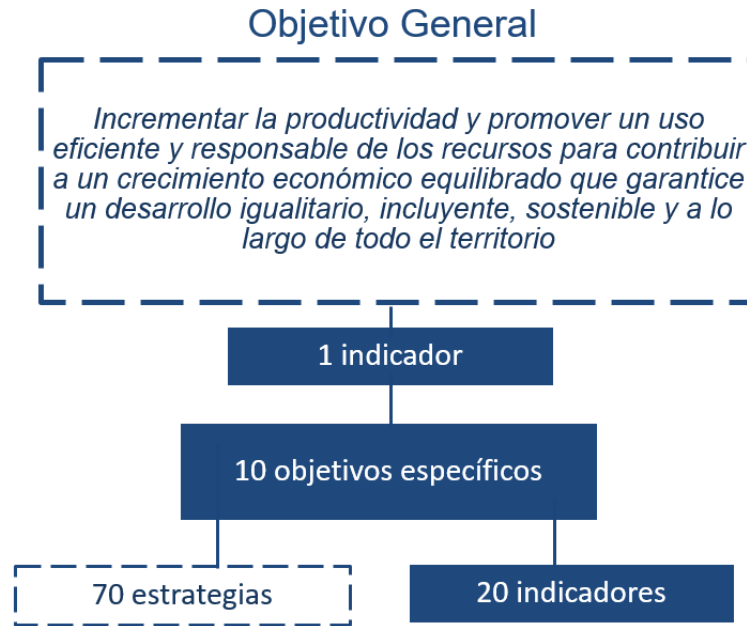 Objetivo General
Incrementar la productividad y promover un uso
eficiente y responsable de los recursos para contribuir
a un crecimiento económico equilibrado que garantice
un desarrollo igualitario, incluyente, sostenible y a lo
largo de todo el territorio
1 indicador
10 objetivos específicos
70 estrategias
20 indicadores